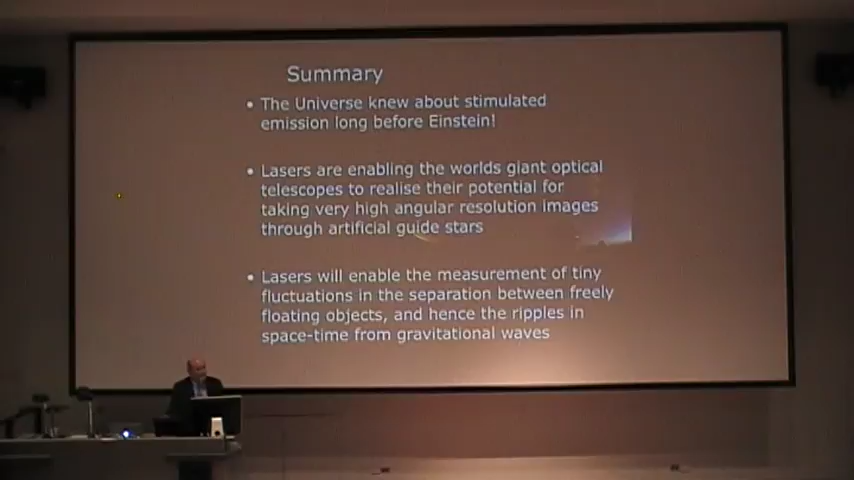 Summary
• The Universe knew about stimulated
emission long before Einstein!
• Lasers are enabling the worlds giant optical
telescopes to realise their potential for
taking very high angular resolution images
through artificial guide stars
• Lasers will enable the measurement of tiny
fluctuations in the separation between freely
floating objects, and hence the ripples in
space-time from gravitational waves